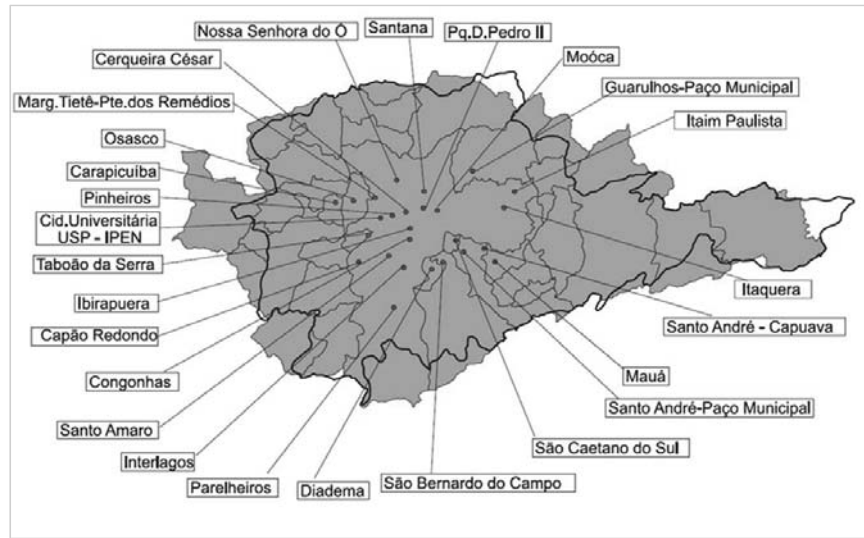 Nossa Senhora do Ô
Santana
Pq.D.Pedro II
Cerqueira César
Moóca
Marg.Tietê-Pte.dos Remédios
Guarulhos-Paço Municipal
Osasco
Itaim Paulista
Carapicuíba
Pinheiros
Cid.Universitária
USP - IPEN
Taboão da Serra
Ibirapuera
Itaquera
Capão Redondo
Santo André - Capuava
Congonhas
Mauá
Santo Amaro
Santo André-Paço Municipal
Interlagos
São Caetano do Sul
Parelheiros
Diadema
São Bernardo do Campo